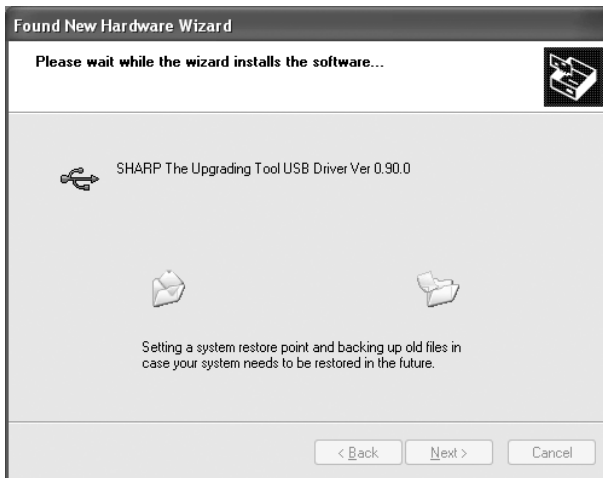 Found New Hardware Wizard
Please wait while the wizard installs the software...
SHARP The Upgrading Tool USB Driver Ver 0.90.0
Setting a system restore point and backing up old files in
case your system needs to be restored in the future.
< Back
Next >
Cancel